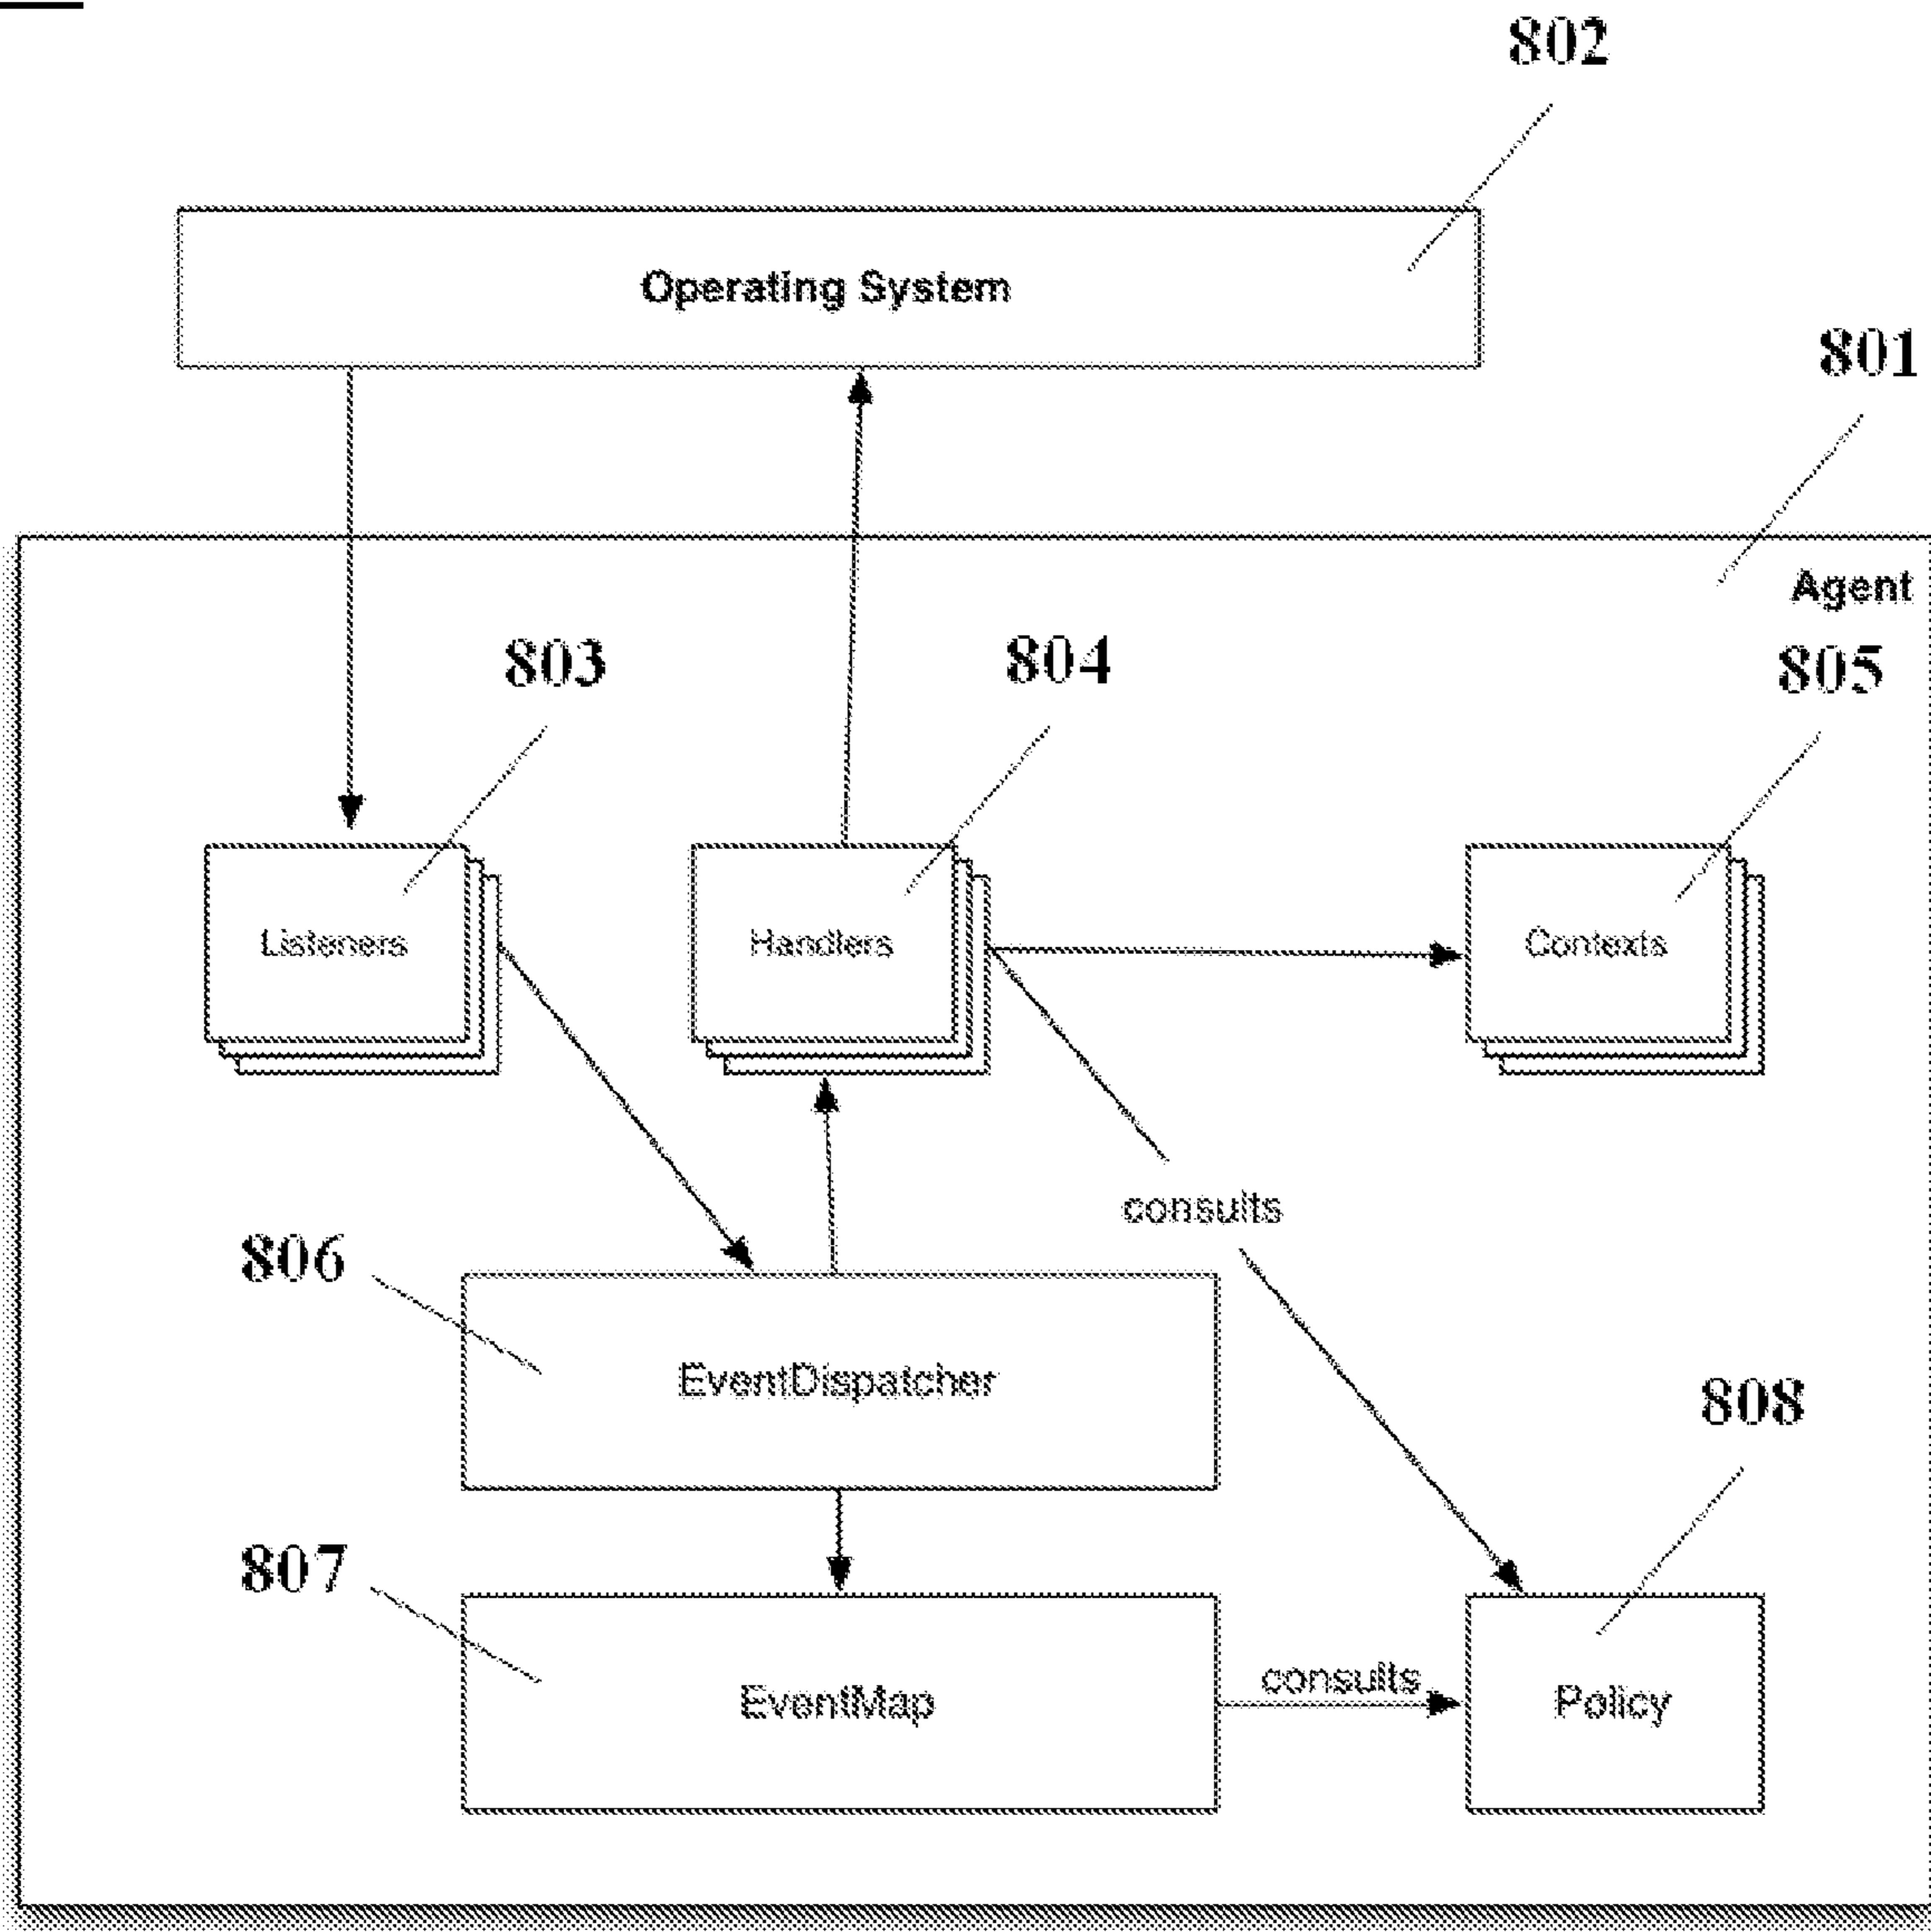 802
Operating System
801
Agent
803
804
805
Listeners
Handlers
Contexts
consults
806
EventDispatcher
808
807
consults
EventMap
Policy